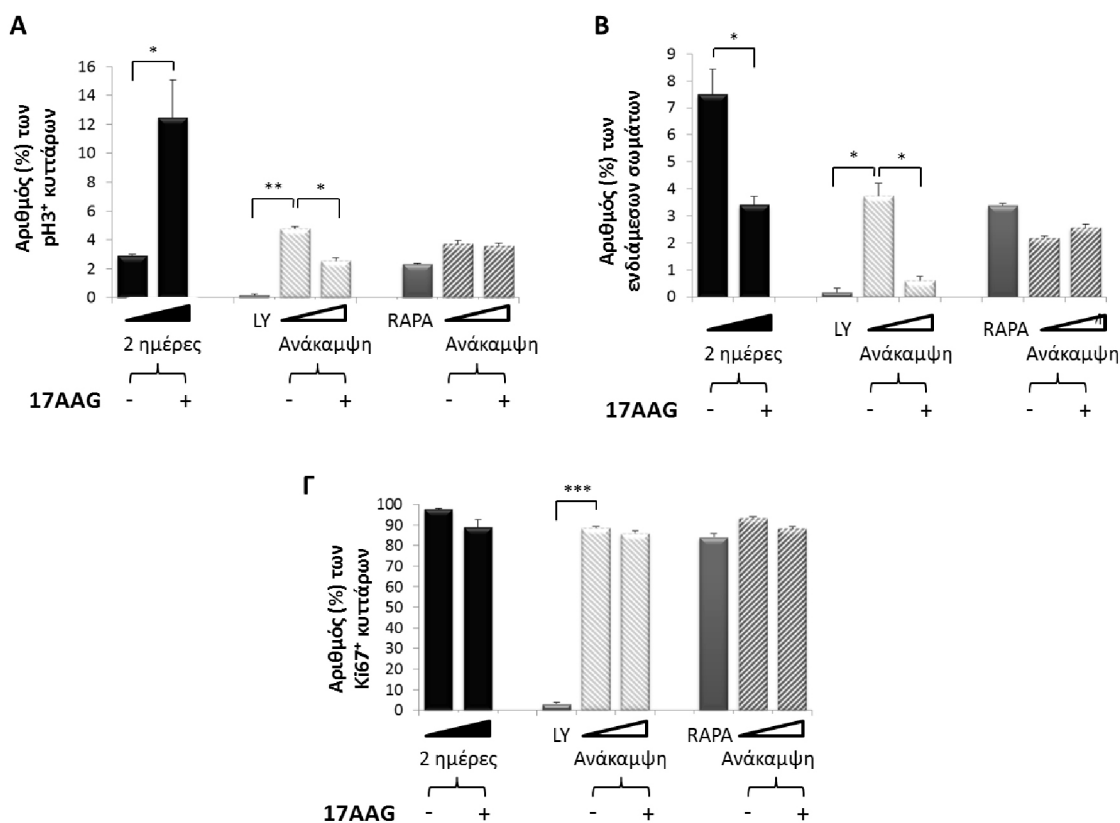 A
Αριθμός (%) των
pH3+ κυττάρων
16
14
12
10
8
6
4
2
0
*
**
*
LY
RAPA
2 ημέρες
Ανάκαμψη
Ανάκαμψη
17AAG
-
+
-
+
-
+
B
Αριθμός (%) των
ενδιάμεσων σωμάτων
9
8
7
6
5
4
3
2
1
0
*
*
*
LY
RAPA
2 ημέρες
Ανάκαμψη
Ανάκαμψη
17AAG
-
+
-
+
-
+
Γ
Αριθμός (%) των
Ki67+ κυττάρων
100
90
80
70
60
50
40
30
20
10
0
***
LY
RAPA
2 ημέρες
Ανάκαμψη
Ανάκαμψη
17AAG
-
+
-
+
-
+